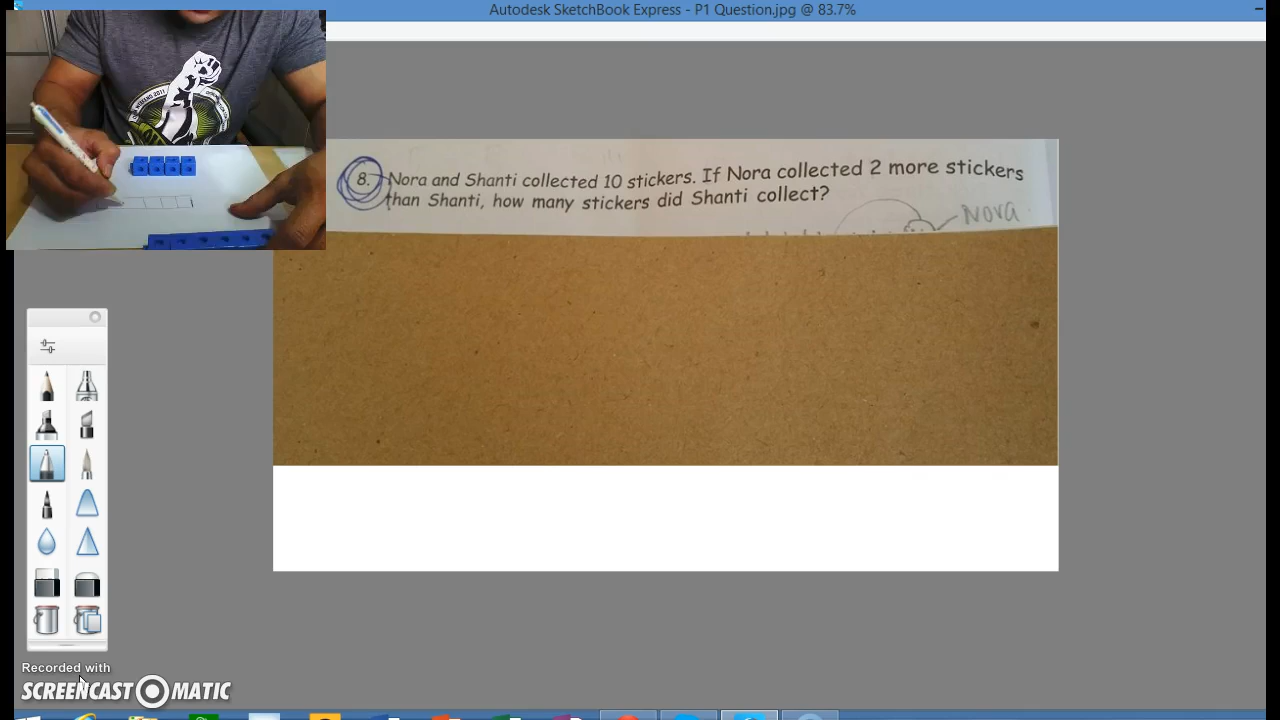 Autodesk SketchBook Express - P1 Question.jpg @ 83.7%
8. Nora and Shanti collected 10 stickers. If Nora collected 2 more stickers
than Shanti, how many stickers did Shanti collect?
Nora
Recorded with
SCREENCAST MATIC